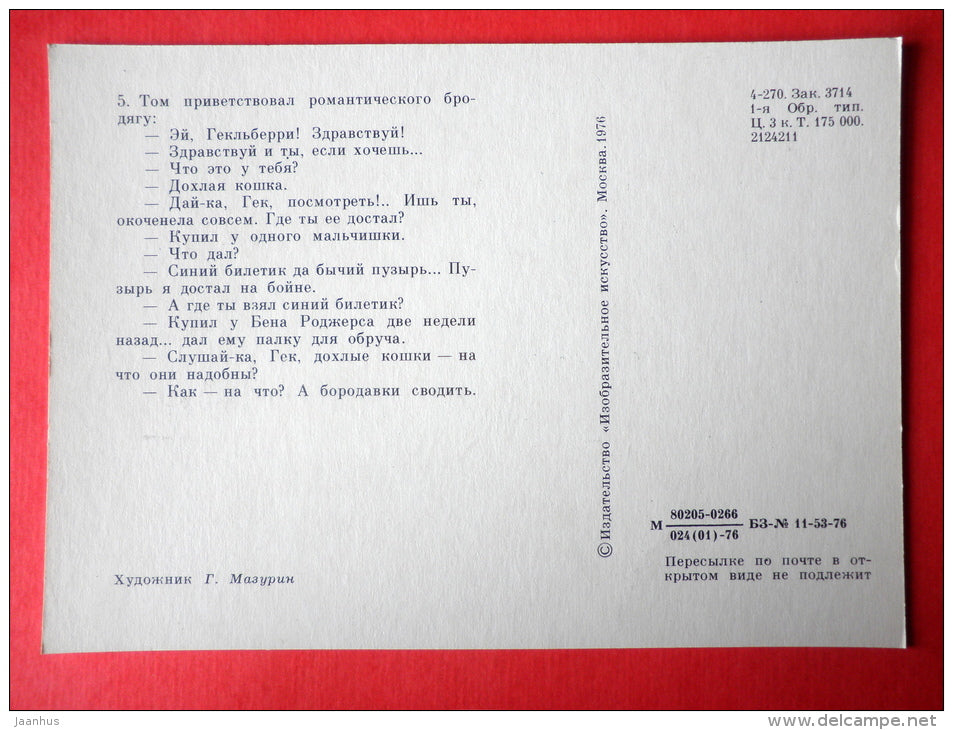 5. Том приветствовал романтического бро-
дягу:
— Эй, Гекльберри! Здравствуй!
— Здравствуй и ты, если хочешь...
— Что это у тебя?
— Дохлая кошка.
— Дай-ка, Гек, посмотреть!.. Ишь ты,
окоченела совсем. Где ты ее достал?
— Купил у одного мальчишки.
— Что дал?
— Синий билетик да бычий пузырь... Пу-
зырь я достал на бойне.
— А где ты взял синий билетик?
— Купил у Бена Роджерса две недели
назад... дал ему палку для обруча.
— Слушай-ка, Гек, дохлые кошки — на
что они надобны?
— Как — на что? А бородавки сводить.
Художник Г. Мазурин
© Издательство «Изобразительное искусство». Москва. 1976
4-270. Зак. 3714
1-я Обр. тип.
Ц. 3 к. Т. 175 000.
2124211
М 80205-0266 БЗ-№ 11-53-76
024(01)-76
Пересылке по почте в от-
крытом виде не подлежит
jaanhus
www.delcampe.net